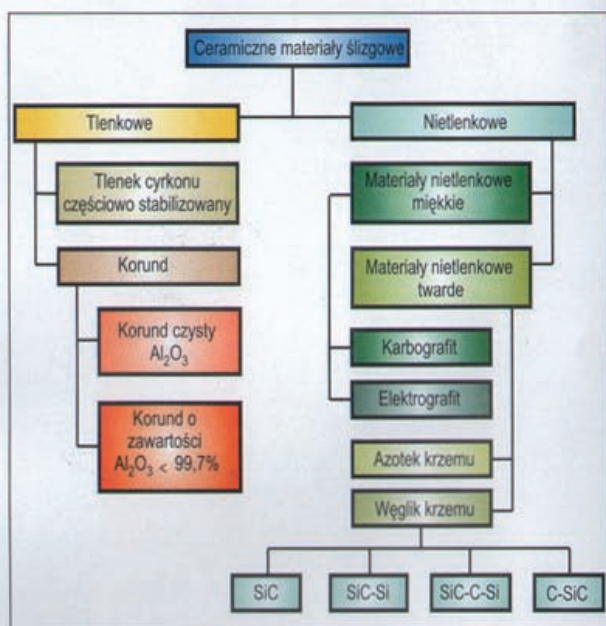 Ceramiczne materiały ślizgowe
Tlenkowe
Nietlenkowe
Tlenek cyrkonu
częściowo stabilizowany
Korund
Korund czysty
Al₂O₃
Korund o
zawartości
Al₂O₃ < 99,7%
Materiały nietlenkowe
miękkie
Materiały nietlenkowe
twarde
Karbografit
Elektrografit
Azotek krzemu
Węglik krzemu
SiC
SiC-Si
SiC-C-Si
C-SiC